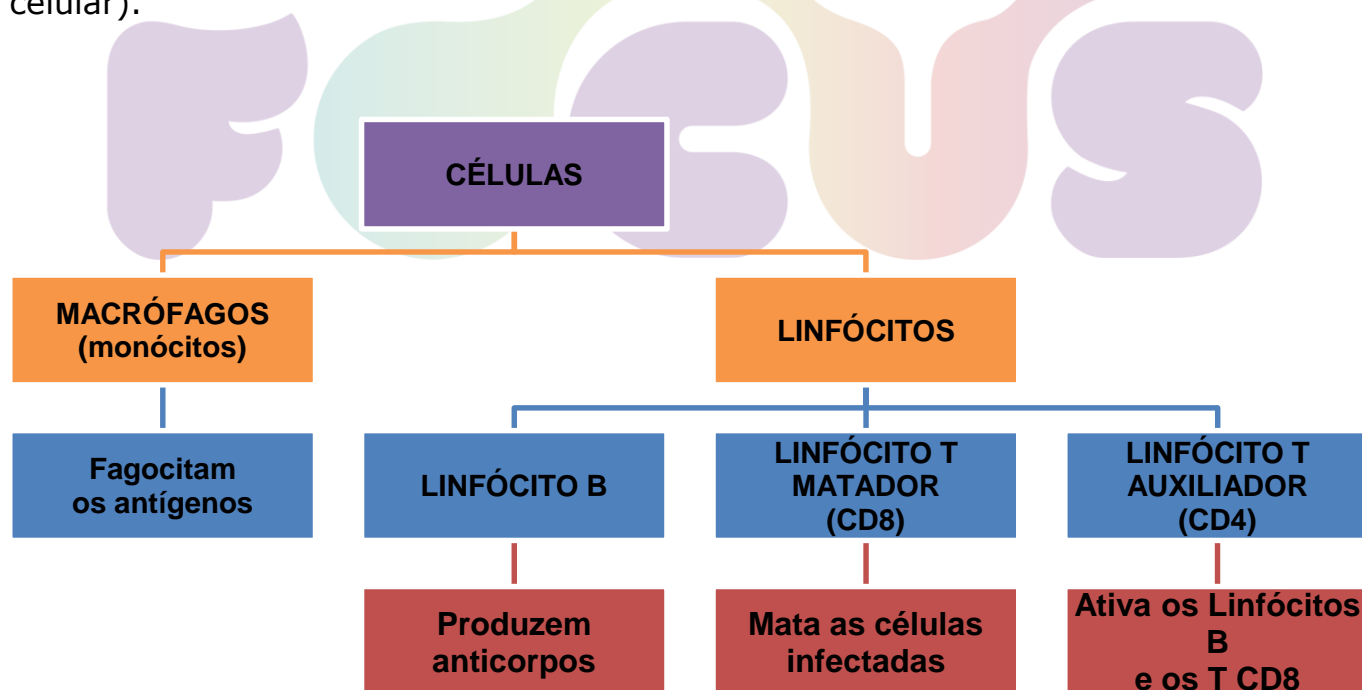 celular).
FOCUS
CÉLULAS
MACRÓFAGOS
(monócitos)
LINFÓCITOS
Fagocitam
os antígenos
LINFÓCITO B
LINFÓCITO T
MATADOR
(CD8)
LINFÓCITO T
AUXILIADOR
(CD4)
Produzem
anticorpos
Mata as células
infectadas
Ativa os Linfócitos
B
e os T CD8